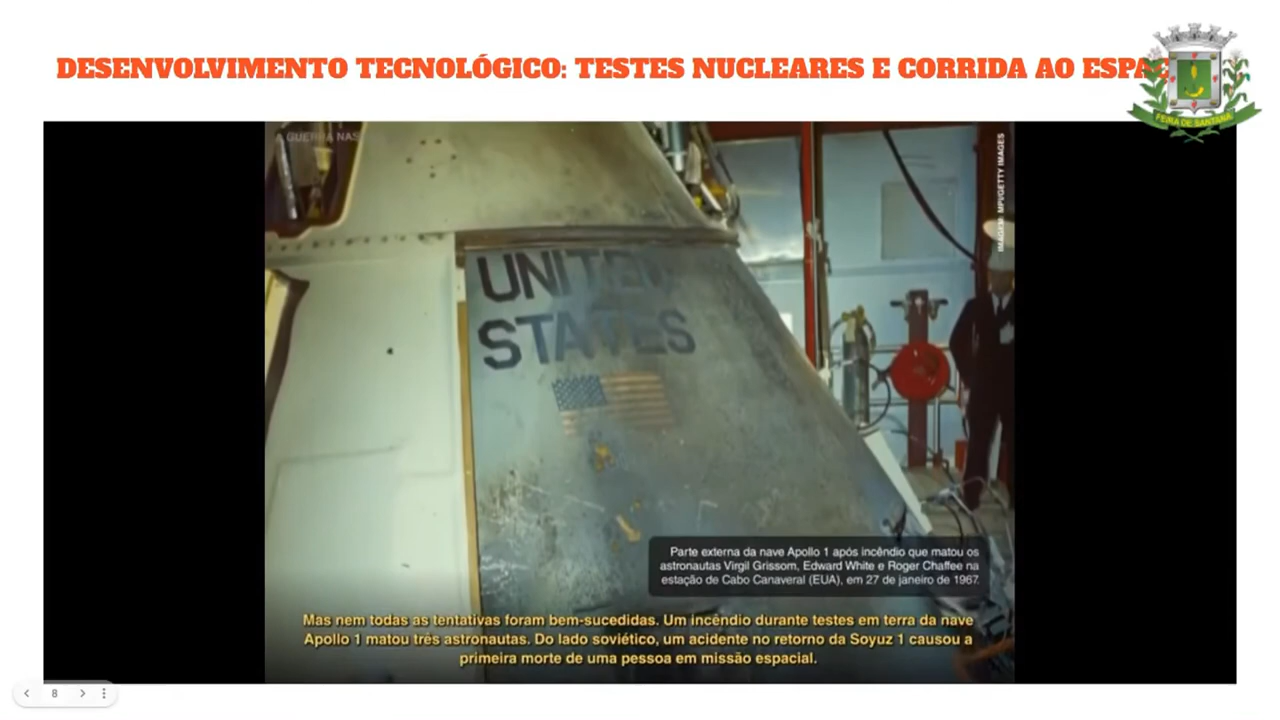 DESENVOLVIMENTO TECNOLÓGICO: TESTES NUCLEARES E CORRIDA AO
FEIRA DE SANTANA
A GUERRA NAS
IMAGEM: MPI/GETTY IMAGES
UNITED
STATES
Parte externa da nave Apollo 1 após incêndio que matou os
astronautas Virgil Grissom, Edward White e Roger Chaffee na
estação de Cabo Canaveral (EUA), em 27 de janeiro de 1967.
Mas nem todas as tentativas foram bem-sucedidas. Um incêndio durante testes em terra da nave
Apollo 1 matou três astronautas. Do lado soviético, um acidente no retorno da Soyuz 1 causou a
primeira morte de uma pessoa em missão espacial.
8